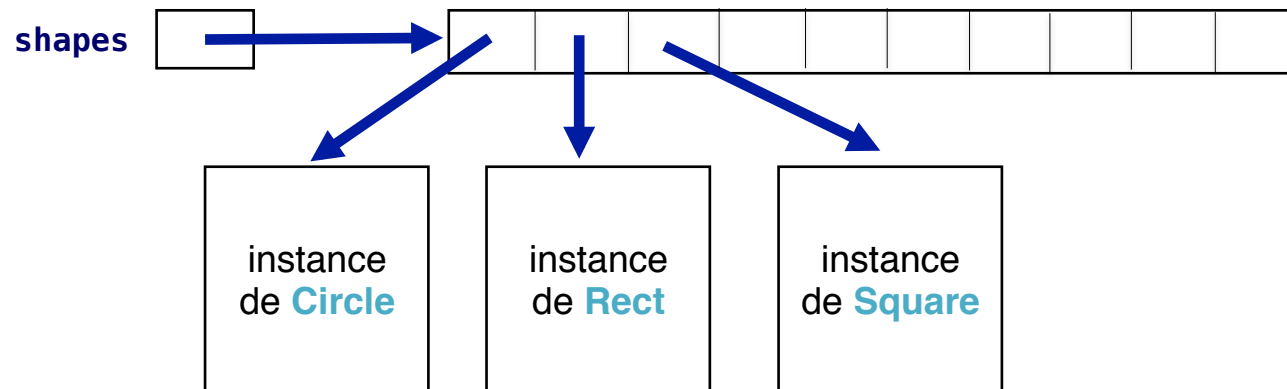 shapes
instance
de Circle
instance
de Rect
instance
de Square